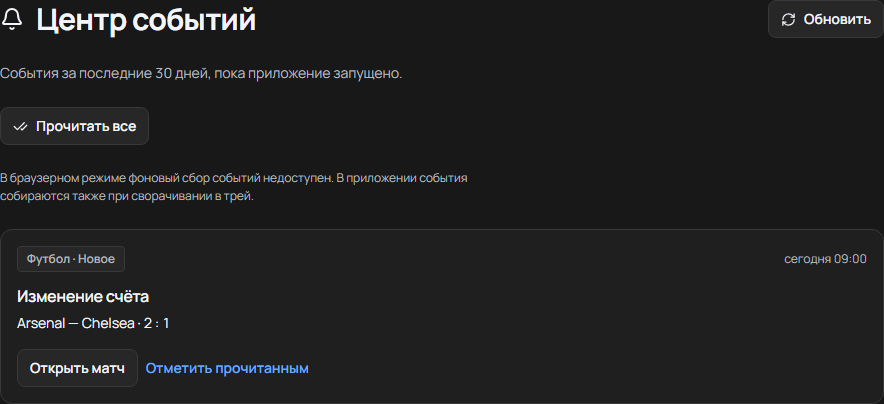 Центр событий
Обновить
События за последние 30 дней, пока приложение запущено.
Прочитать все
В браузерном режиме фоновый сбор событий недоступен. В приложении события
собираются также при сворачивании в трей.
Футбол · Новое
сегодня 09:00
Изменение счёта
Arsenal — Chelsea · 2 : 1
Открыть матч
Отметить прочитанным